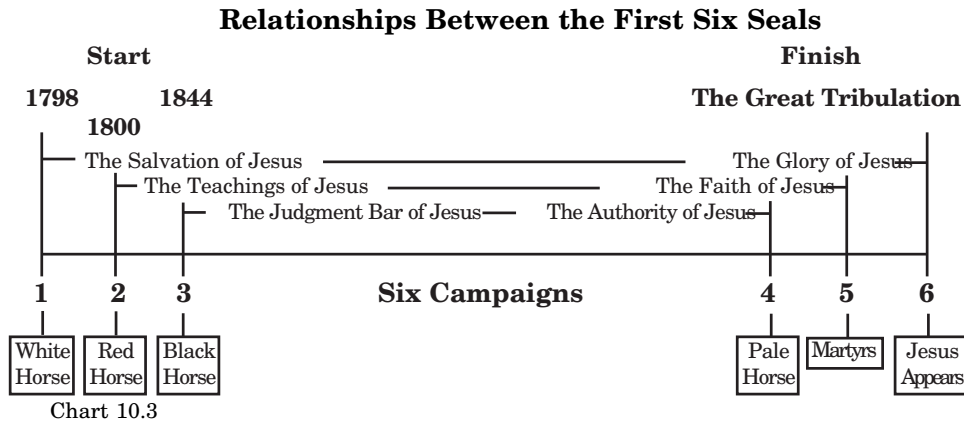 Relationships Between the First Six Seals
Start Finish
1798 1844 The Great Tribulation
1800
The Salvation of Jesus The Glory of Jesus
The Teachings of Jesus The Faith of Jesus
The Judgment Bar of Jesus The Authority of Jesus
1 2 3 Six Campaigns 4 5 6
White Horse
Red Horse
Black Horse
Pale Horse
Martyrs
Jesus Appears
Chart 10.3